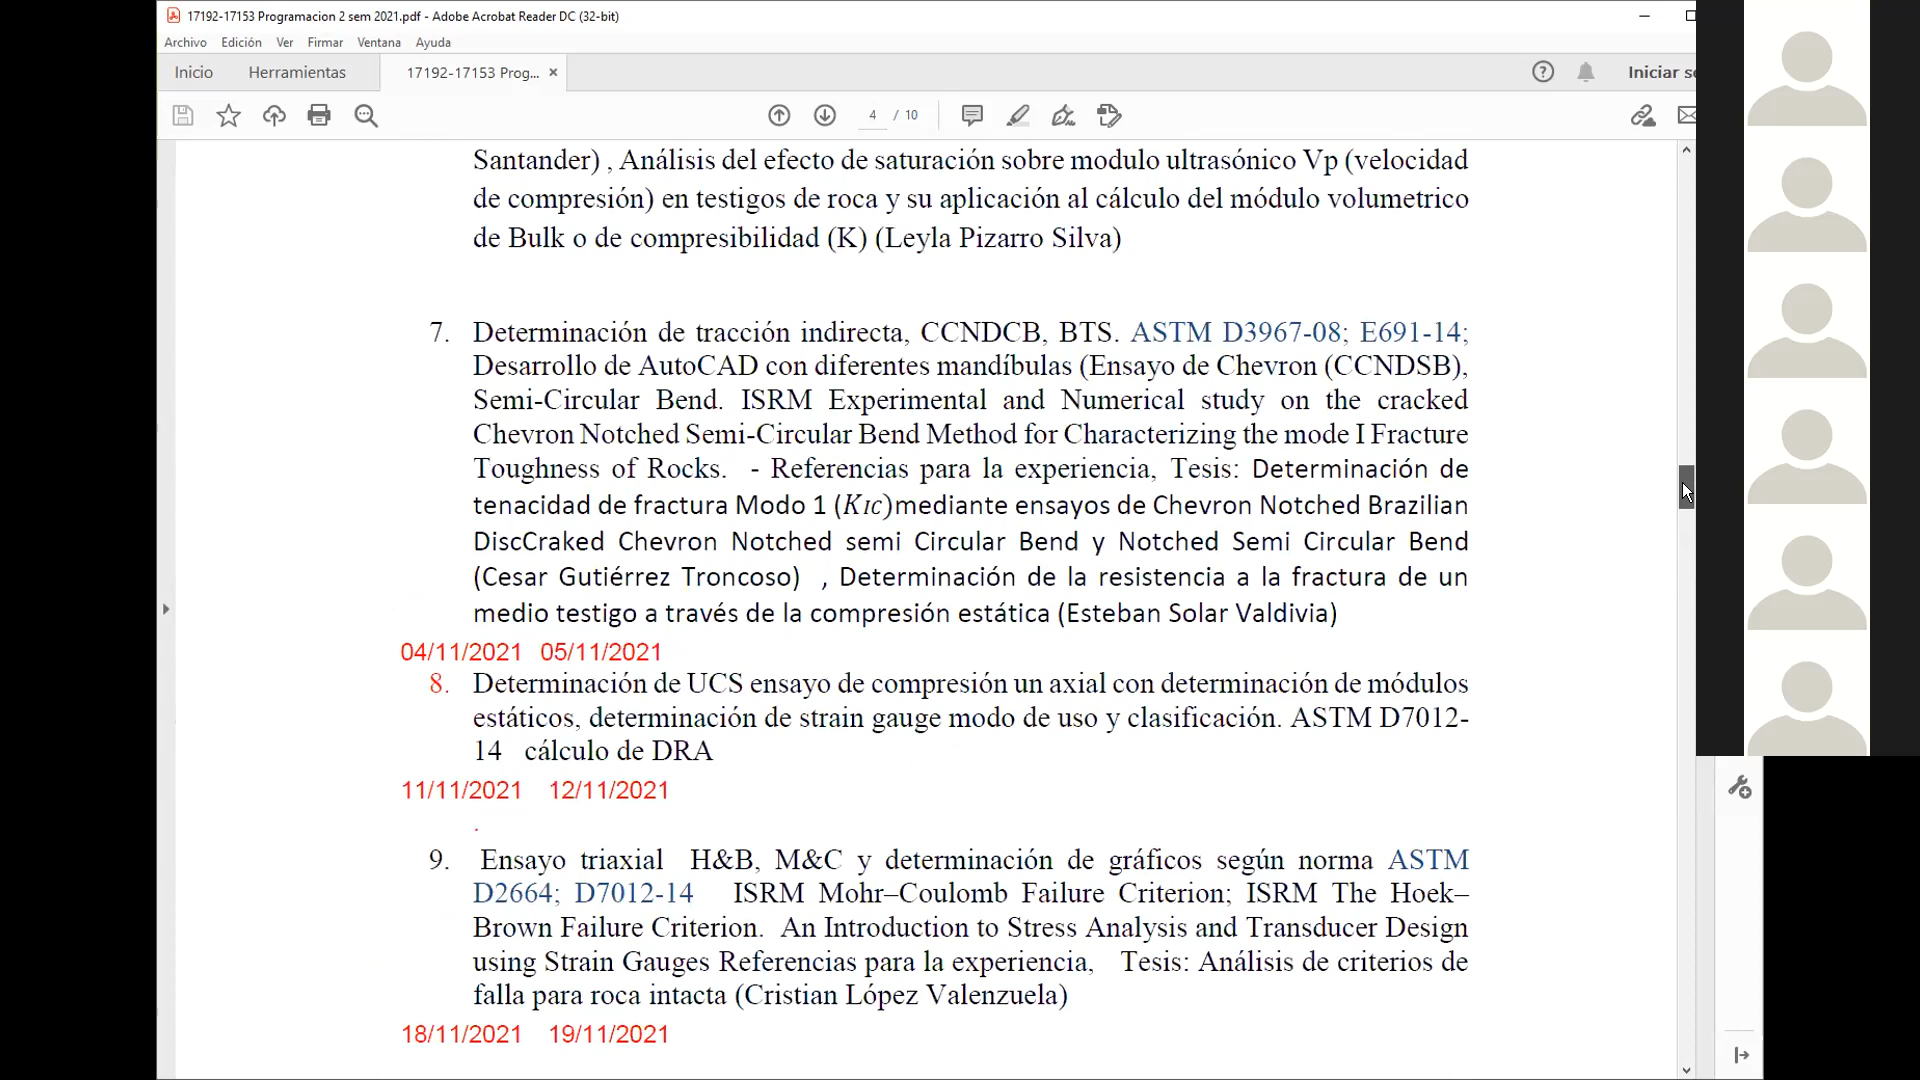 17192-17153 Programacion 2 sem 2021.pdf - Adobe Acrobat Reader DC (32-bit)
Archivo Edición Ver Firmar Ventana Ayuda
Inicio Herramientas 17192-17153 Prog... × Iniciar se
4 / 10
Santander) , Análisis del efecto de saturación sobre modulo ultrasónico Vp (velocidad
de compresión) en testigos de roca y su aplicación al cálculo del módulo volumetrico
de Bulk o de compresibilidad (K) (Leyla Pizarro Silva)
7. Determinación de tracción indirecta, CCNDCB, BTS. ASTM D3967-08; E691-14;
Desarrollo de AutoCAD con diferentes mandíbulas (Ensayo de Chevron (CCNDSB),
Semi-Circular Bend. ISRM Experimental and Numerical study on the cracked
Chevron Notched Semi-Circular Bend Method for Characterizing the mode I Fracture
Toughness of Rocks. - Referencias para la experiencia, Tesis: Determinación de
tenacidad de fractura Modo 1 (KIC)mediante ensayos de Chevron Notched Brazilian
DiscCraked Chevron Notched semi Circular Bend y Notched Semi Circular Bend
(Cesar Gutiérrez Troncoso) , Determinación de la resistencia a la fractura de un
medio testigo a través de la compresión estática (Esteban Solar Valdivia)
04/11/2021 05/11/2021
8. Determinación de UCS ensayo de compresión un axial con determinación de módulos
estáticos, determinación de strain gauge modo de uso y clasificación. ASTM D7012-
14 cálculo de DRA
11/11/2021 12/11/2021
.
9. Ensayo triaxial H&B, M&C y determinación de gráficos según norma ASTM
D2664; D7012-14 ISRM Mohr–Coulomb Failure Criterion; ISRM The Hoek–
Brown Failure Criterion. An Introduction to Stress Analysis and Transducer Design
using Strain Gauges Referencias para la experiencia, Tesis: Análisis de criterios de
falla para roca intacta (Cristian López Valenzuela)
18/11/2021 19/11/2021